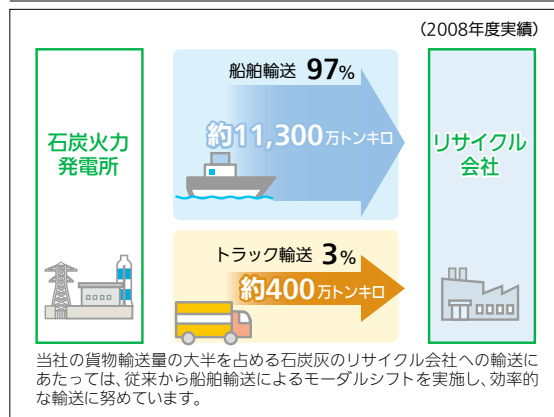 （2008年度実績）
船舶輸送 97%
約11,300万トンキロ
石炭火力
発電所
リサイクル
会社
トラック輸送 3%
約400万トンキロ
当社の貨物輸送量の大半を占める石炭灰のリサイクル会社への輸送に
あたっては、従来から船舶輸送によるモーダルシフトを実施し、効率的
な輸送に努めています。